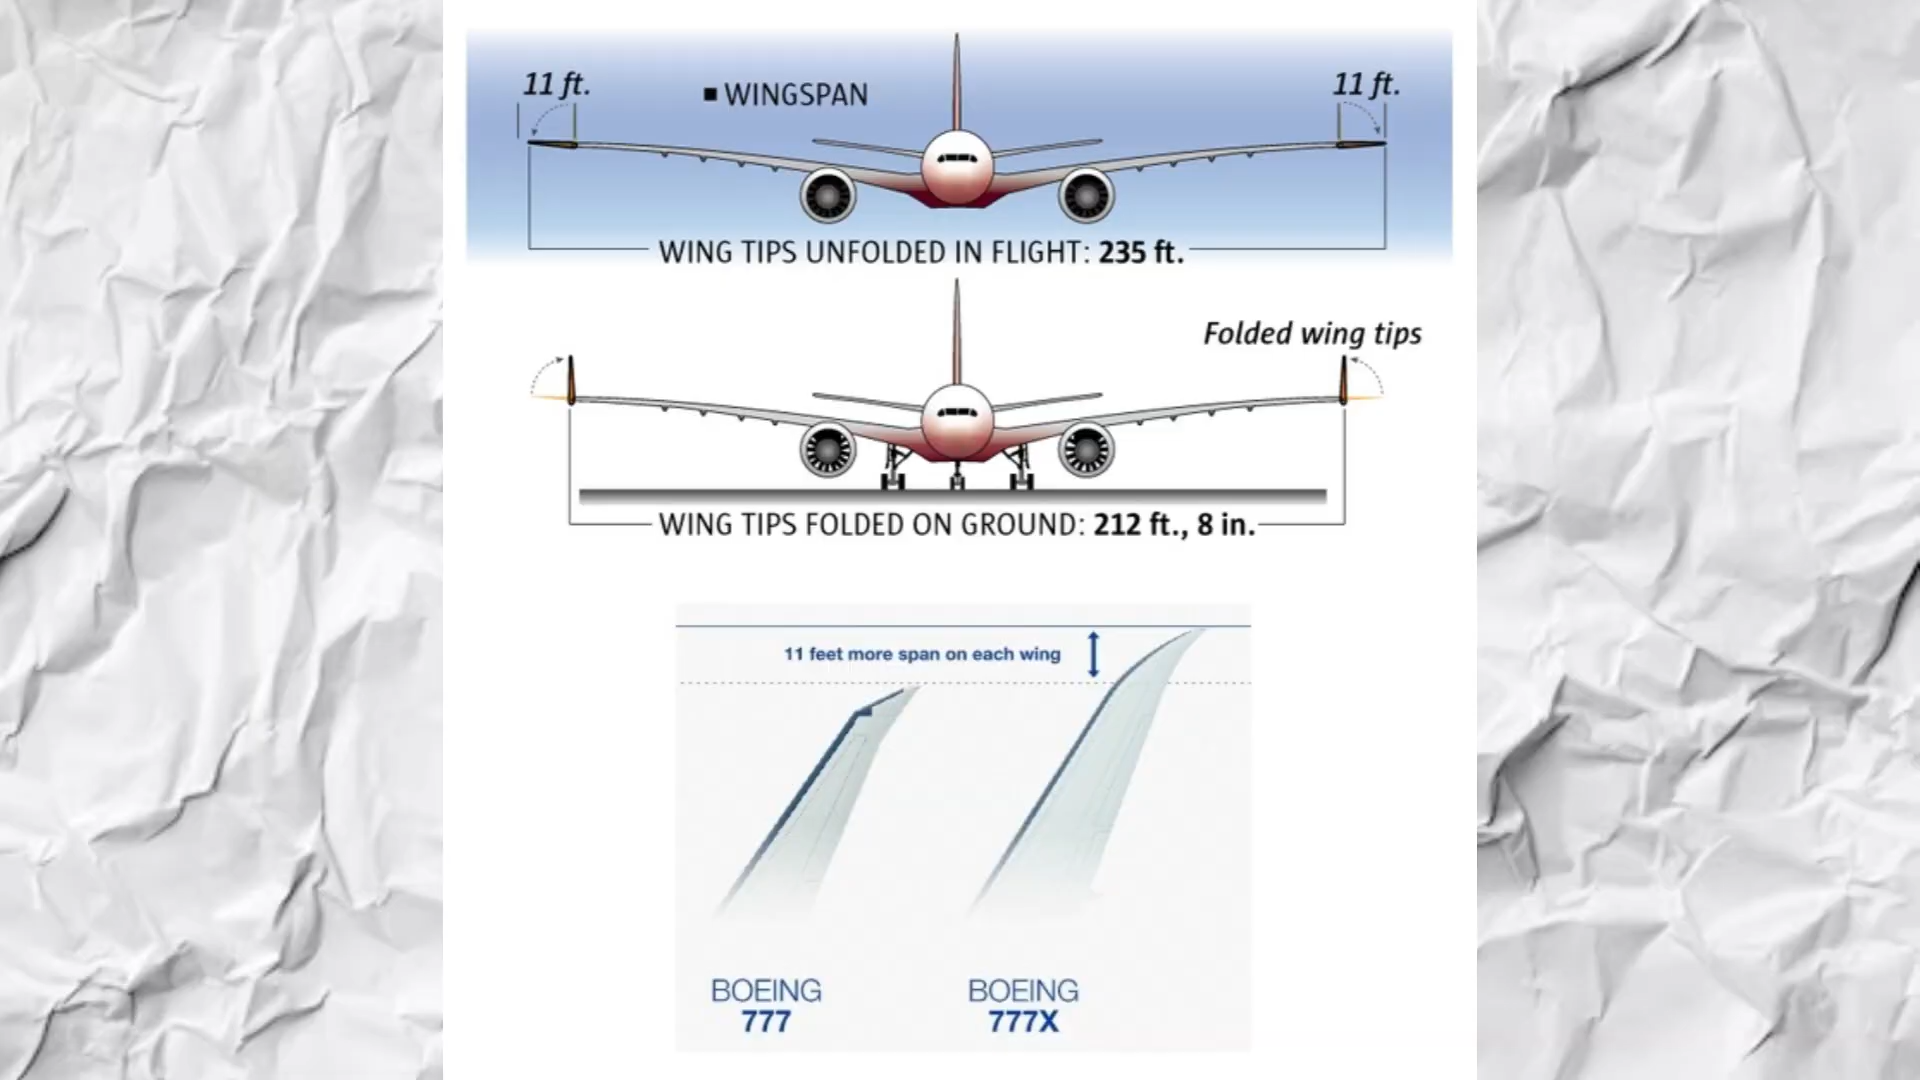 11 ft.
■ WINGSPAN
11 ft.
WING TIPS UNFOLDED IN FLIGHT: 235 ft.
Folded wing tips
WING TIPS FOLDED ON GROUND: 212 ft., 8 in.
11 feet more span on each wing
BOEING
777
BOEING
777X